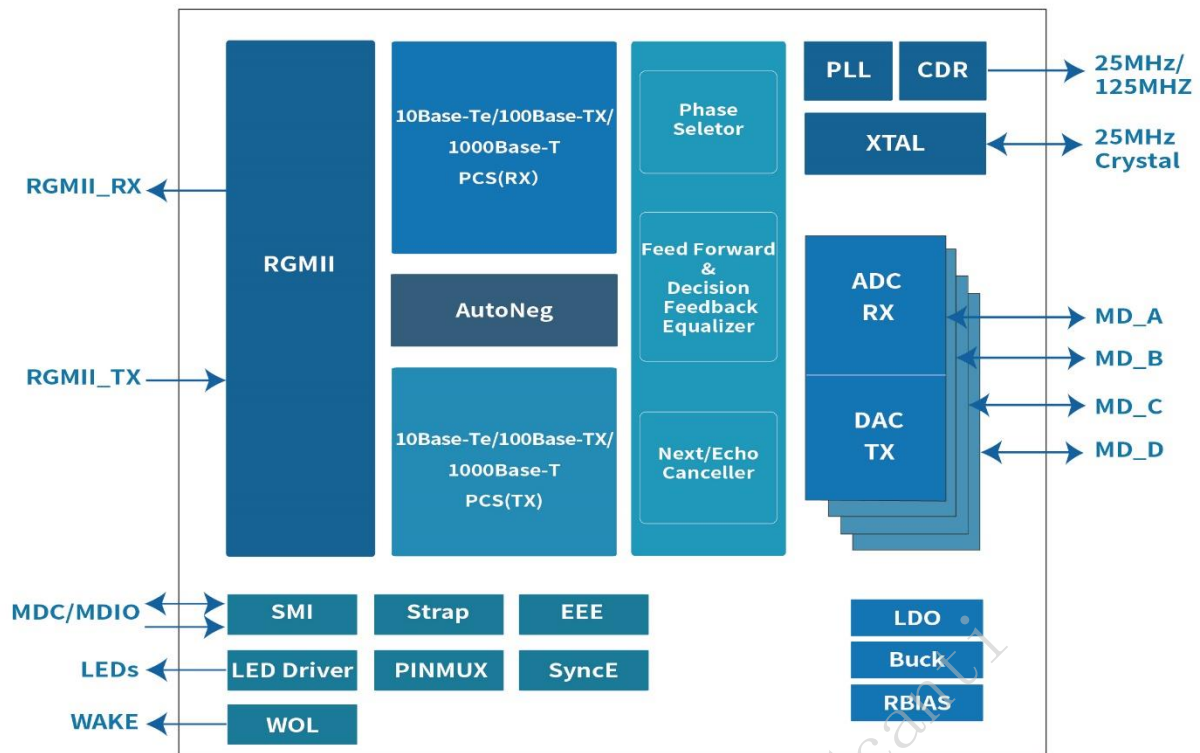 RGMII_RX
RGMII_TX
RGMII
10Base-Te/100Base-TX/
1000Base-T
PCS(RX)
AutoNeg
10Base-Te/100Base-TX/
1000Base-T
PCS(TX)
Phase
Seletor
Feed Forward
&
Decision
Feedback
Equalizer
Next/Echo
Canceller
PLL
CDR
25MHz/
125MHZ
XTAL
25MHz
Crystal
ADC
RX
DAC
TX
MD_A
MD_B
MD_C
MD_D
MDC/MDIO
SMI
Strap
EEE
LEDs
LED Driver
PINMUX
SyncE
WAKE
WOL
LDO
Buck
RBIAS